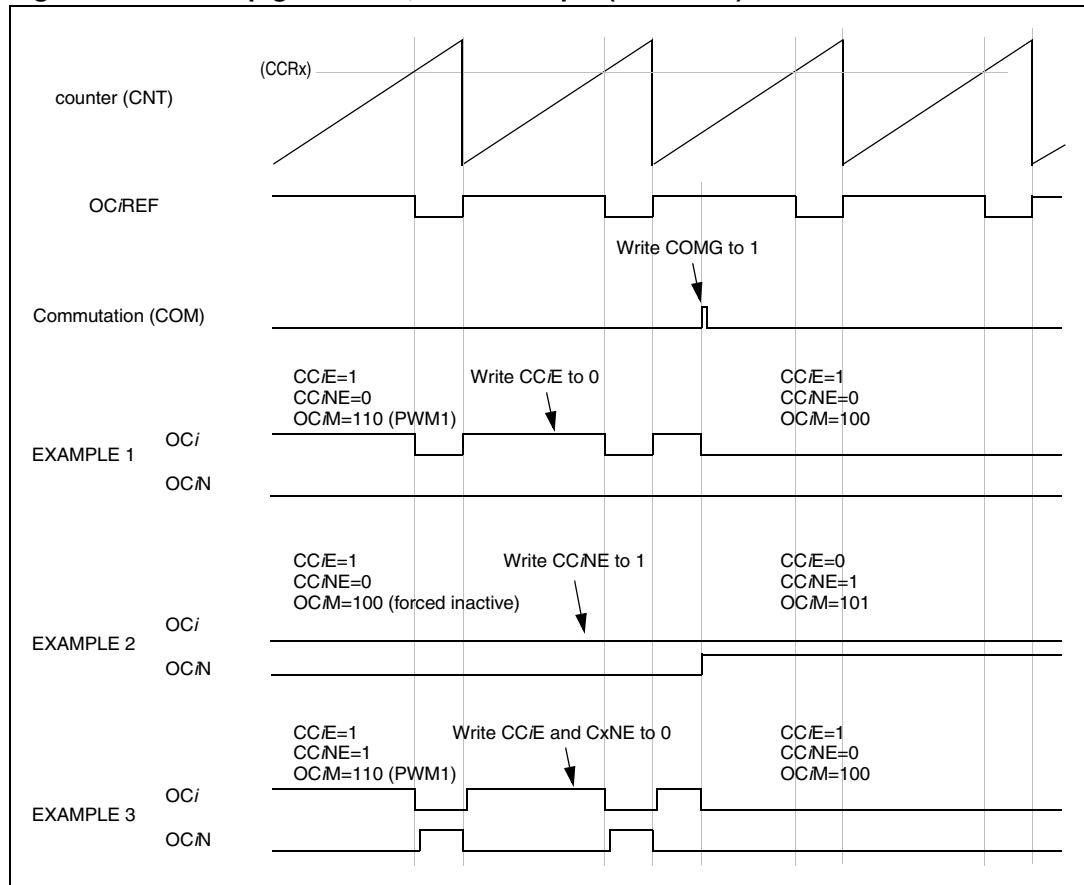 (CCRx)
counter (CNT)
OCiREF
Write COMG to 1
Commutation (COM)
CCiE=1
CCiNE=0
OCiM=110 (PWM1)
Write CCiE to 0
CCiE=1
CCiNE=0
OCiM=100
EXAMPLE 1
OCi
OCiN
CCiE=1
CCiNE=0
OCiM=100 (forced inactive)
Write CCiNE to 1
CCiE=0
CCiNE=1
OCiM=101
EXAMPLE 2
OCi
OCiN
CCiE=1
CCiNE=1
OCiM=110 (PWM1)
Write CCiE and CxNE to 0
CCiE=1
CCiNE=0
OCiM=100
EXAMPLE 3
OCi
OCiN